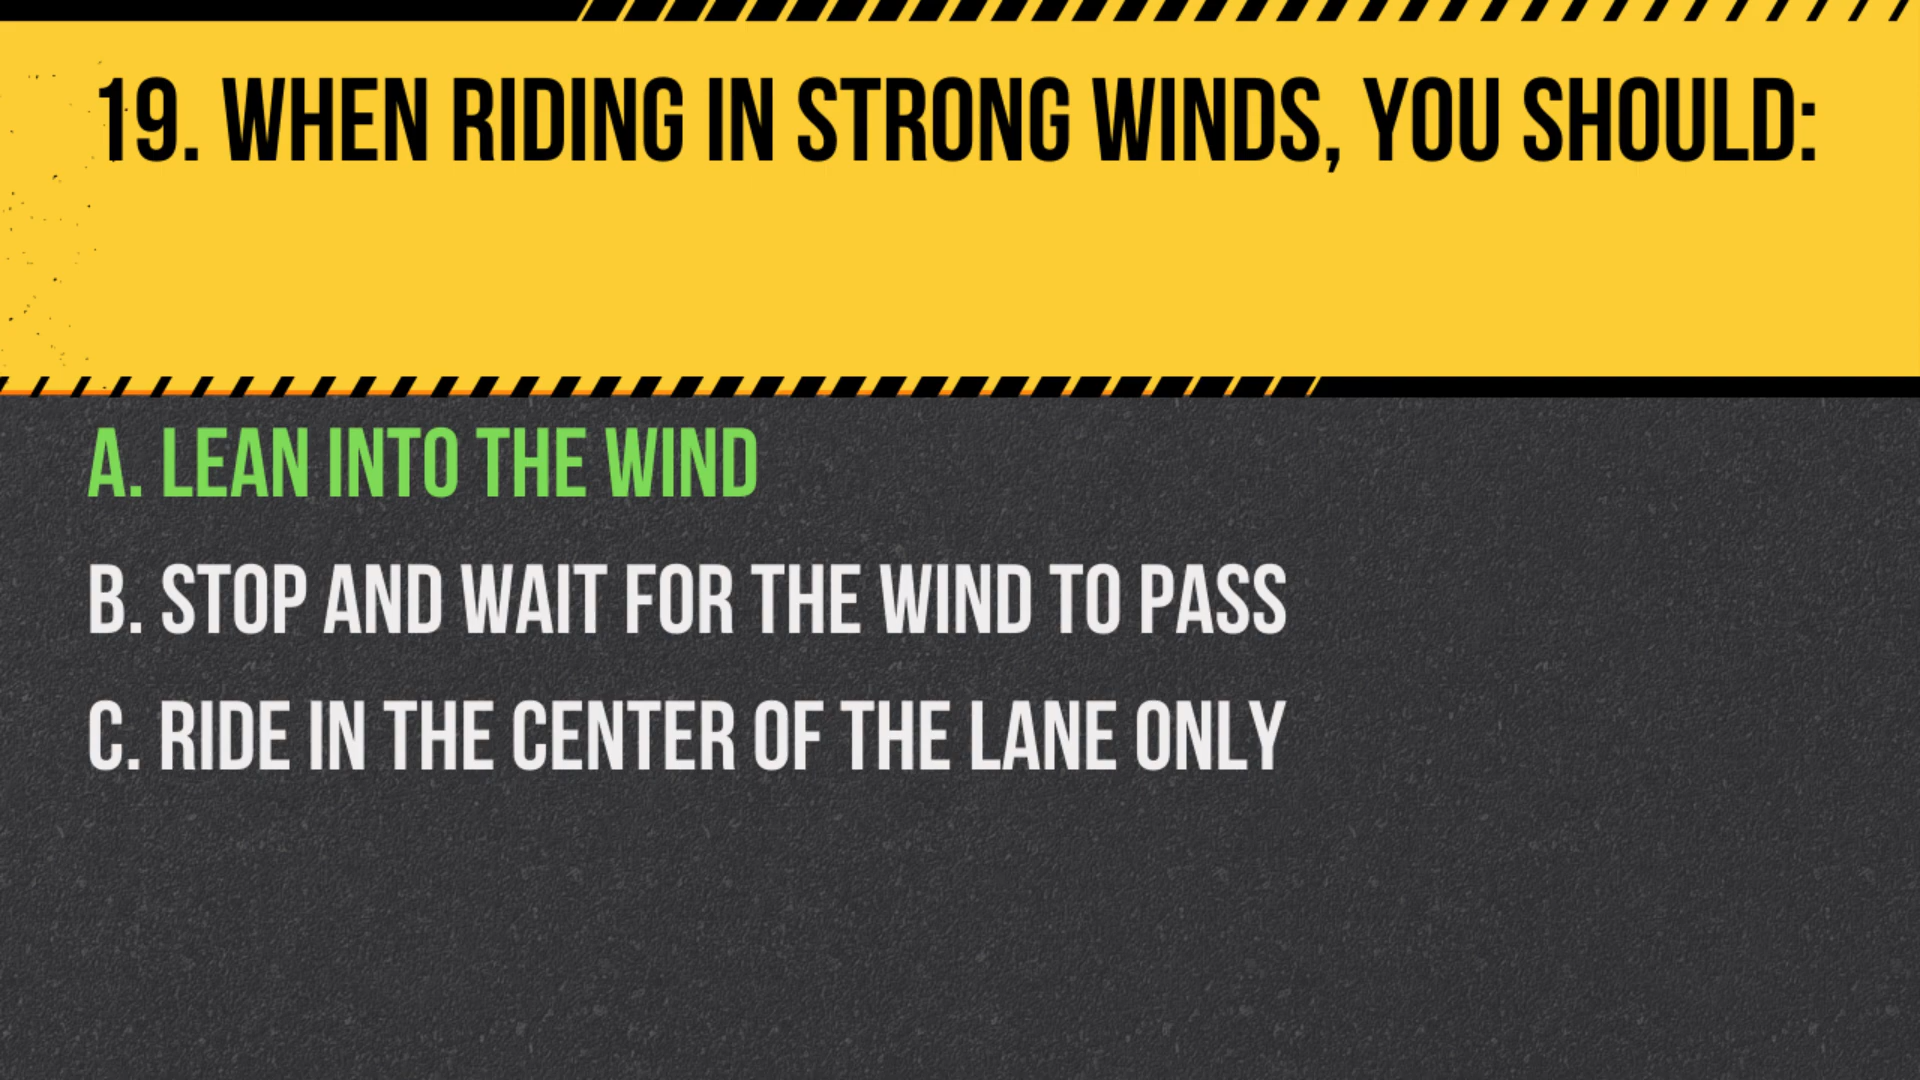 19. WHEN RIDING IN STRONG WINDS, YOU SHOULD:
A. LEAN INTO THE WIND
B. STOP AND WAIT FOR THE WIND TO PASS
C. RIDE IN THE CENTER OF THE LANE ONLY